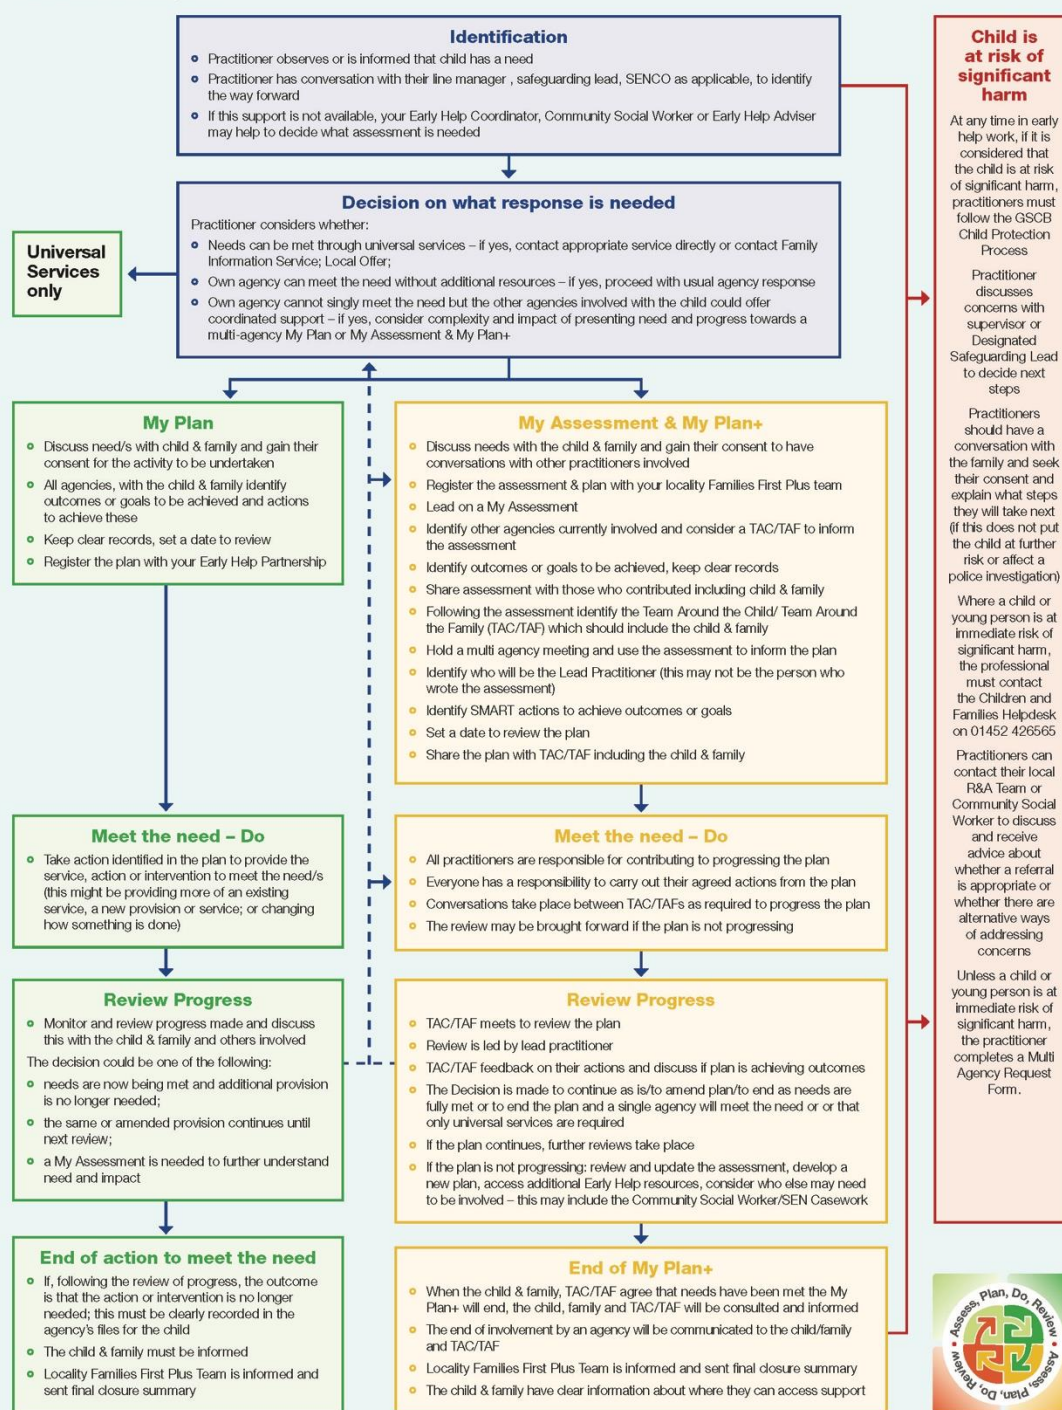 Identification
Practitioner observes or is informed that child has a need
Practitioner has conversation with their line manager , safeguarding lead, SENCO as applicable, to identify
the way forward
If this support is not available, your Early Help Coordinator, Community Social Worker or Early Help Adviser
may help to decide what assessment is needed
Decision on what response is needed
Practitioner considers whether:
Needs can be met through universal services – if yes, contact appropriate service directly or contact Family
Information Service; Local Offer;
Own agency can meet the need without additional resources – if yes, proceed with usual agency response
Own agency cannot singly meet the need but the other agencies involved with the child could offer
coordinated support – if yes, consider complexity and impact of presenting need and progress towards a
multi-agency My Plan or My Assessment & My Plan+
Universal
Services
only
My Plan
Discuss need/s with child & family and gain their
consent for the activity to be undertaken
All agencies, with the child & family identify
outcomes or goals to be achieved and actions
to achieve these
Keep clear records, set a date to review
Register the plan with your Early Help Partnership
Meet the need – Do
Take action identified in the plan to provide the
service, action or intervention to meet the need/s
(this might be providing more of an existing
service, a new provision or service; or changing
how something is done)
Review Progress
Monitor and review progress made and discuss
this with the child & family and others involved
The decision could be one of the following:
needs are now being met and additional provision
is no longer needed;
the same or amended provision continues until
next review;
a My Assessment is needed to further understand
need and impact
End of action to meet the need
If, following the review of progress, the outcome
is that the action or intervention is no longer
needed; this must be clearly recorded in the
agency's files for the child
The child & family must be informed
Locality Families First Plus Team is informed and
sent final closure summary
My Assessment & My Plan+
Discuss needs with the child & family and gain their consent to have
conversations with other practitioners involved
Register the assessment & plan with your locality Families First Plus team
Lead on a My Assessment
Identify other agencies currently involved and consider a TAC/TAF to inform
the assessment
Identify outcomes or goals to be achieved, keep clear records
Share assessment with those who contributed including child & family
Following the assessment identify the Team Around the Child/ Team Around
the Family (TAC/TAF) which should include the child & family
Hold a multi agency meeting and use the assessment to inform the plan
Identify who will be the Lead Practitioner (this may not be the person who
wrote the assessment)
Identify SMART actions to achieve outcomes or goals
Set a date to review the plan
Share the plan with TAC/TAF including the child & family
Meet the need – Do
All practitioners are responsible for contributing to progressing the plan
Everyone has a responsibility to carry out their agreed actions from the plan
Conversations take place between TAC/TAFs as required to progress the plan
The review may be brought forward if the plan is not progressing
Review Progress
TAC/TAF meets to review the plan
Review is led by lead practitioner
TAC/TAF feedback on their actions and discuss if plan is achieving outcomes
The Decision is made to continue as is/to amend plan/to end as needs are
fully met or to end the plan and a single agency will meet the need or or that
only universal services are required
If the plan continues, further reviews take place
If the plan is not progressing: review and update the assessment, develop a
new plan, access additional Early Help resources, consider who else may need
to be involved – this may include the Community Social Worker/SEN Casework
End of My Plan+
When the child & family, TAC/TAF agree that needs have been met the My
Plan+ will end, the child, family and TAC/TAF will be consulted and informed
The end of involvement by an agency will be communicated to the child/family
and TAC/TAF
Locality Families First Plus Team is informed and sent final closure summary
The child & family have clear information about where they can access support
Child is
at risk of
significant
harm
At any time in early
help work, if it is
considered that
the child is at risk
of significant harm,
practitioners must
follow the GSCB
Child Protection
Process
Practitioner
discusses
concerns with
supervisor or
Designated
Safeguarding Lead
to decide next
steps
Practitioners
should have a
conversation with
the family and seek
their consent and
explain what steps
they will take next
(if this does not put
the child at further
risk or affect a
police investigation)
Where a child or
young person is at
immediate risk of
significant harm,
the professional
must contact
the Children and
Families Helpdesk
on 01452 426565
Practitioners can
contact their local
R&A Team or
Community Social
Worker to discuss
and receive
advice about
whether a referral
is appropriate or
whether there are
alternative ways
of addressing
concerns
Unless a child or
young person is at
immediate risk of
significant harm,
the practitioner
completes a Multi
Agency Request
Form.
Assess, Plan, Do, Review • Assess, Plan, Do, Review •